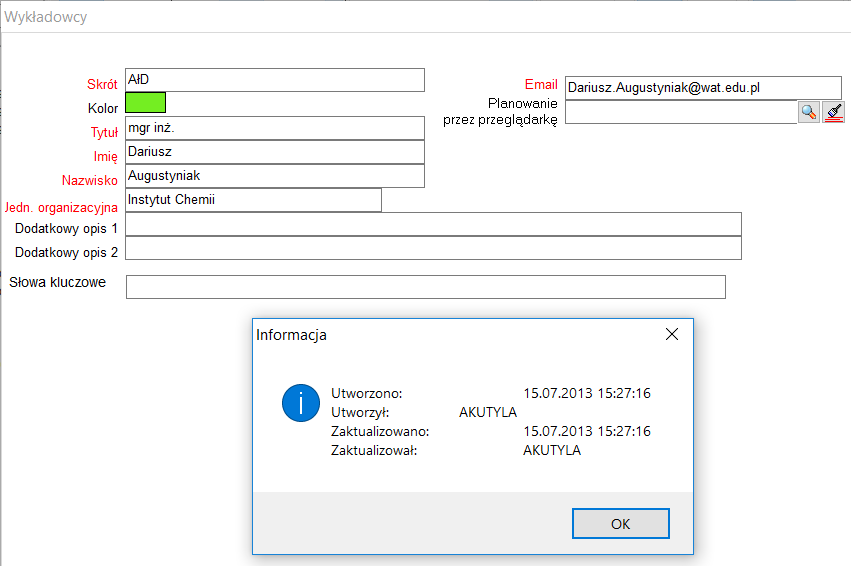 Wykładowcy
Skrót AłD
Kolor
Tytuł mgr inż.
Imię Dariusz
Nazwisko Augustyniak
Jedn. organizacyjna Instytut Chemii
Dodatkowy opis 1
Dodatkowy opis 2
Słowa kluczowe
Email Dariusz.Augustyniak@wat.edu.pl
Planowanie
przez przeglądarkę
Informacja
Utworzono: 15.07.2013 15:27:16
Utworzył: AKUTYLA
Zaktualizowano: 15.07.2013 15:27:16
Zaktualizował: AKUTYLA
OK